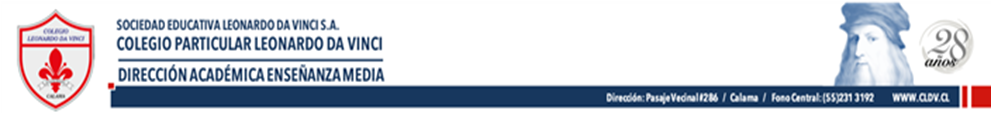 COLEGIO
LEONARDO DA VINCI
CALAMA
SOCIEDAD EDUCATIVA LEONARDO DA VINCI S.A.
COLEGIO PARTICULAR LEONARDO DA VINCI
DIRECCIÓN ACADÉMICA ENSEÑANZA MEDIA
28
años
Dirección: Pasaje Vecinal #286 / Calama / Fono Central: (55)231 3192 WWW.CLDV.CL